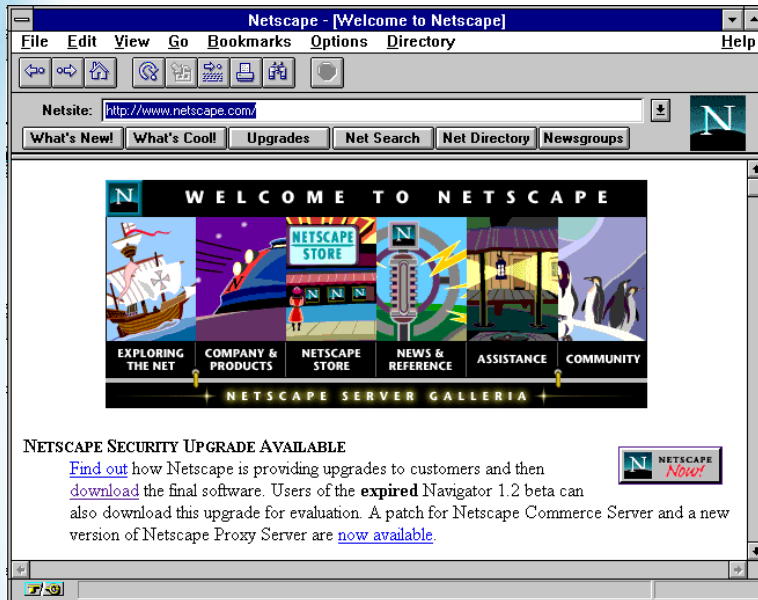 Netscape - [Welcome to Netscape]
File Edit View Go Bookmarks Options Directory Help
Netsite: http://www.netscape.com/
N
What's New! What's Cool! Upgrades Net Search Net Directory Newsgroups
N WELCOME TO NETSCAPE
NETSCAPE
STORE
N
N N N
EXPLORING THE NET
COMPANY & PRODUCTS
NETSCAPE STORE
NEWS & REFERENCE
ASSISTANCE
COMMUNITY
NETSCAPE SERVER GALLERIA
NETSCAPE SECURITY UPGRADE AVAILABLE
N NETSCAPE
Now!
Find out how Netscape is providing upgrades to customers and then
download the final software. Users of the expired Navigator 1.2 beta can
also download this upgrade for evaluation. A patch for Netscape Commerce Server and a new
version of Netscape Proxy Server are now available.